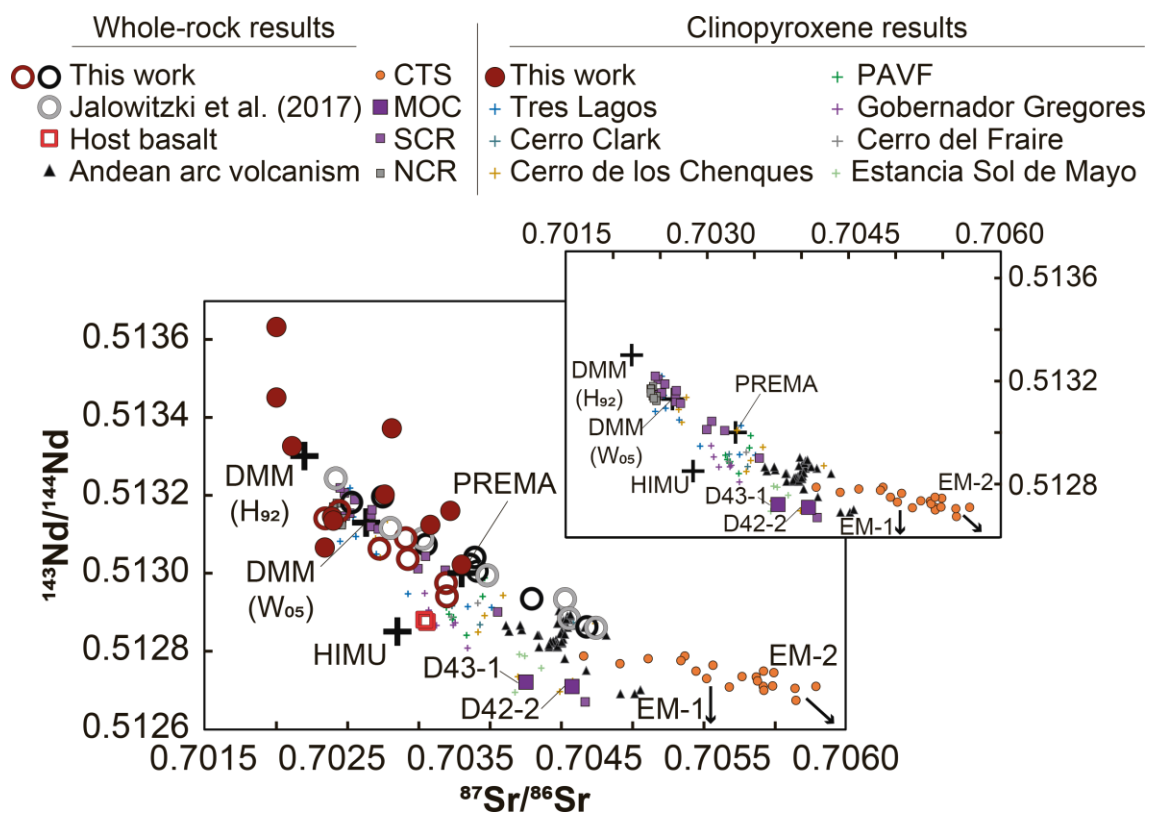 Whole-rock results Clinopyroxene results
This work CTS This work PAVF
Jalowitzki et al. (2017) MOC Tres Lagos Gobernador Gregores
Host basalt SCR Cerro Clark Cerro del Fraire
Andean arc volcanism NCR Cerro de los Chenques Estancia Sol de Mayo
0.7015 0.7030 0.7045 0.7060
0.5136
0.5132
0.5128
DMM
(H₉₂)
PREMA
DMM
(W₀₅)
HIMU
D43-1
D42-2
EM-2
EM-1
0.5136
0.5134
0.5132
0.5130
0.5128
0.5126
¹⁴³Nd/¹⁴⁴Nd
DMM
(H₉₂)
PREMA
DMM
(W₀₅)
HIMU
D43-1
D42-2
EM-2
EM-1
0.7015 0.7025 0.7035 0.7045 0.7055 0.7060
⁸⁷Sr/⁸⁶Sr